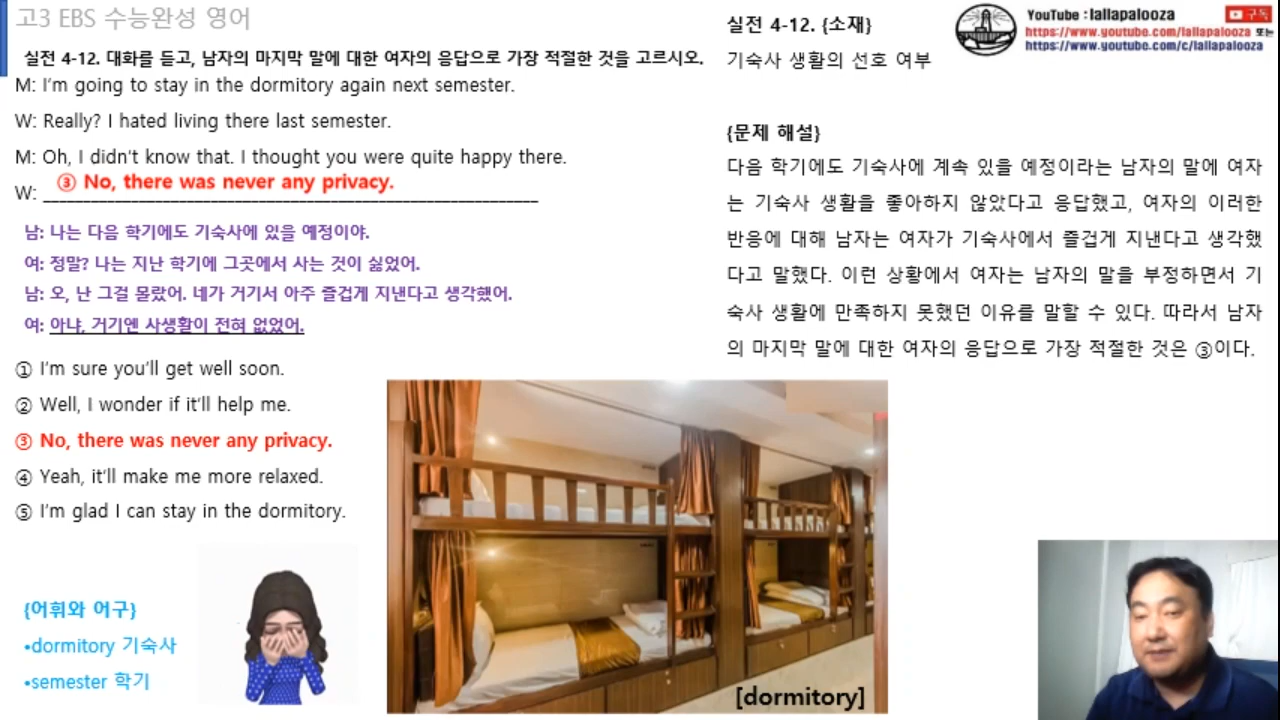 고3 EBS 수능완성 영어
실전 4-12. 대화를 듣고, 남자의 마지막 말에 대한 여자의 응답으로 가장 적절한 것을 고르시오.
M: I'm going to stay in the dormitory again next semester.
W: Really? I hated living there last semester.
M: Oh, I didn't know that. I thought you were quite happy there.
W: ③ No, there was never any privacy.
남: 나는 다음 학기에도 기숙사에 있을 예정이야.
여: 정말? 나는 지난 학기에 그곳에서 사는 것이 싫었어.
남: 오, 난 그걸 몰랐어. 네가 거기서 아주 즐겁게 지낸다고 생각했어.
여: 아냐, 거기엔 사생활이 전혀 없었어.
① I'm sure you'll get well soon.
② Well, I wonder if it'll help me.
③ No, there was never any privacy.
④ Yeah, it'll make me more relaxed.
⑤ I'm glad I can stay in the dormitory.
{어휘와 어구}
•dormitory 기숙사
•semester 학기
[dormitory]
실전 4-12. {소재}
기숙사 생활의 선호 여부
{문제 해설}
다음 학기에도 기숙사에 계속 있을 예정이라는 남자의 말에 여자
는 기숙사 생활을 좋아하지 않았다고 응답했고, 여자의 이러한
반응에 대해 남자는 여자가 기숙사에서 즐겁게 지낸다고 생각했
다고 말했다. 이런 상황에서 여자는 남자의 말을 부정하면서 기
숙사 생활에 만족하지 못했던 이유를 말할 수 있다. 따라서 남자
의 마지막 말에 대한 여자의 응답으로 가장 적절한 것은 ③이다.
YouTube : lallapalooza 구독
https://www.youtube.com/lallapalooza 또는
https://www.youtube.com/c/lallapalooza